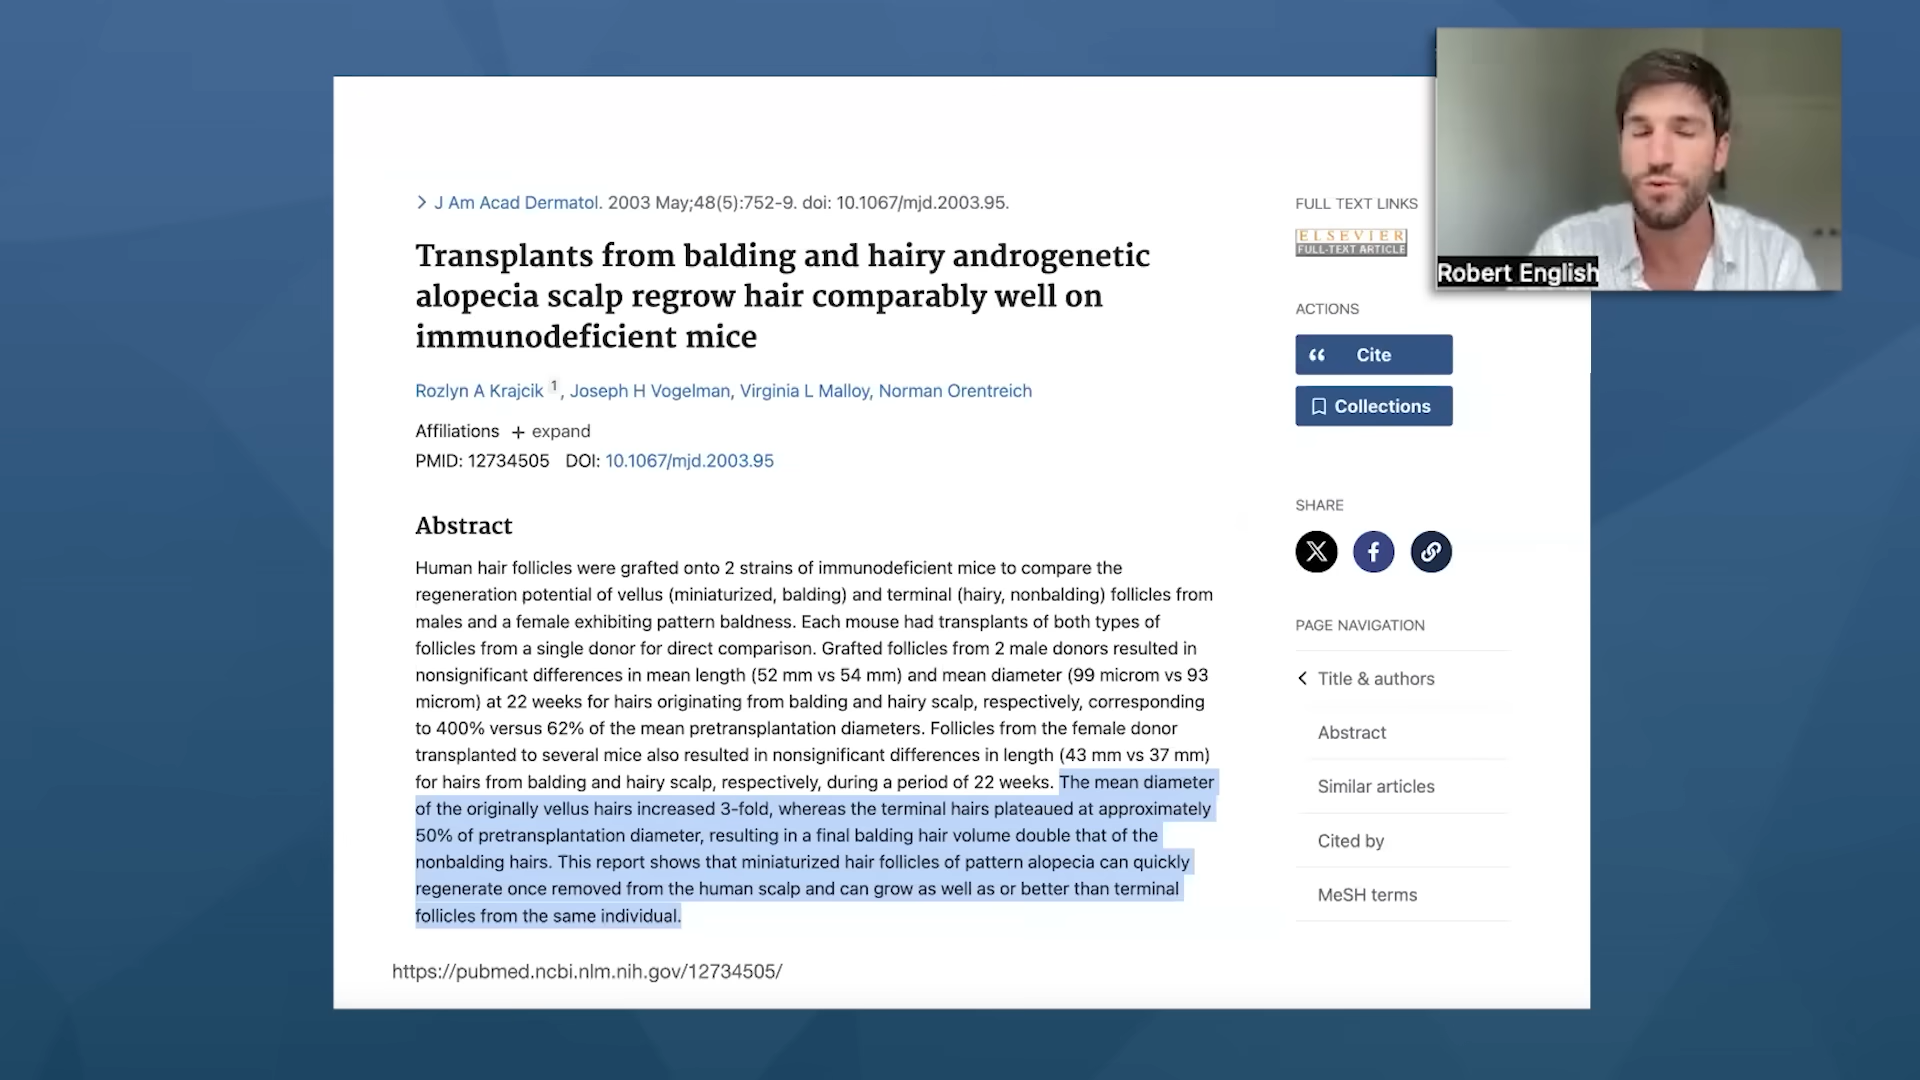 > J Am Acad Dermatol. 2003 May;48(5):752-9. doi: 10.1067/mjd.2003.95.
Transplants from balding and hairy androgenetic
alopecia scalp regrow hair comparably well on
immunodeficient mice
Rozlyn A Krajcik 1, Joseph H Vogelman, Virginia L Malloy, Norman Orentreich
Affiliations + expand
PMID: 12734505 DOI: 10.1067/mjd.2003.95
Abstract
Human hair follicles were grafted onto 2 strains of immunodeficient mice to compare the
regeneration potential of vellus (miniaturized, balding) and terminal (hairy, nonbalding) follicles from
males and a female exhibiting pattern baldness. Each mouse had transplants of both types of
follicles from a single donor for direct comparison. Grafted follicles from 2 male donors resulted in
nonsignificant differences in mean length (52 mm vs 54 mm) and mean diameter (99 microm vs 93
microm) at 22 weeks for hairs originating from balding and hairy scalp, respectively, corresponding
to 400% versus 62% of the mean pretransplantation diameters. Follicles from the female donor
transplanted to several mice also resulted in nonsignificant differences in length (43 mm vs 37 mm)
for hairs from balding and hairy scalp, respectively, during a period of 22 weeks. The mean diameter
of the originally vellus hairs increased 3-fold, whereas the terminal hairs plateaued at approximately
50% of pretransplantation diameter, resulting in a final balding hair volume double that of the
nonbalding hairs. This report shows that miniaturized hair follicles of pattern alopecia can quickly
regenerate once removed from the human scalp and can grow as well as or better than terminal
follicles from the same individual.
https://pubmed.ncbi.nlm.nih.gov/12734505/
FULL TEXT LINKS
ELSEVIER
FULL-TEXT ARTICLE
ACTIONS
Cite
Collections
SHARE
PAGE NAVIGATION
Title & authors
Abstract
Similar articles
Cited by
MeSH terms
Robert English